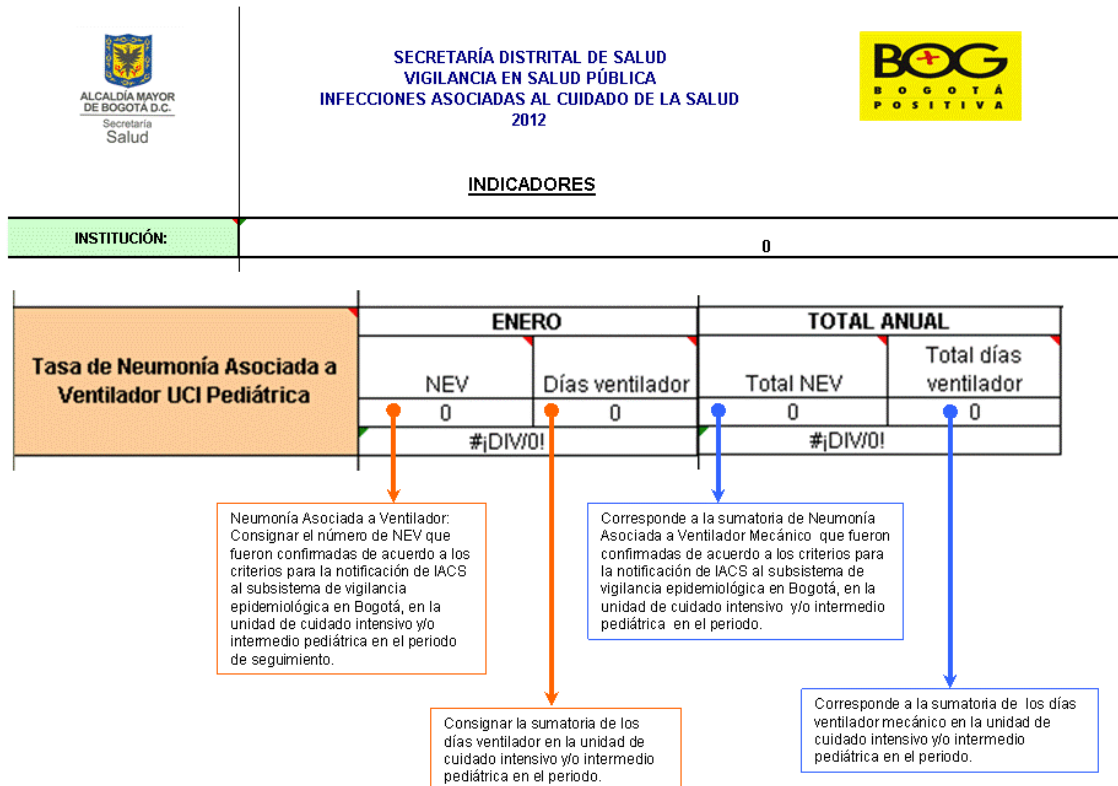 ALCALDÍA MAYOR
DE BOGOTÁ D.C.
Secretaría
Salud
SECRETARÍA DISTRITAL DE SALUD
VIGILANCIA EN SALUD PÚBLICA
INFECCIONES ASOCIADAS AL CUIDADO DE LA SALUD
2012
BOG
BOGOTÁ
POSITIVA
INDICADORES
INSTITUCIÓN:
0
Tasa de Neumonía Asociada a
Ventilador UCI Pediátrica
ENERO
TOTAL ANUAL
NEV
Días ventilador
Total NEV
Total días
ventilador
0
0
0
0
#¡DIV/0!
#¡DIV/0!
Neumonía Asociada a Ventilador:
Consignar el número de NEV que
fueron confirmadas de acuerdo a los
criterios para la notificación de IACS
al subsistema de vigilancia
epidemiológica en Bogotá, en la
unidad de cuidado intensivo y/o
intermedio pediátrica en el periodo
de seguimiento.
Corresponde a la sumatoria de Neumonía
Asociada a Ventilador Mecánico que fueron
confirmadas de acuerdo a los criterios para
la notificación de IACS al subsistema de
vigilancia epidemiológica en Bogotá, en la
unidad de cuidado intensivo y/o intermedio
pediátrica en el periodo.
Consignar la sumatoria de los
días ventilador en la unidad de
cuidado intensivo y/o intermedio
pediátrica en el periodo.
Corresponde a la sumatoria de los días
ventilador mecánico en la unidad de
cuidado intensivo y/o intermedio
pediátrica en el periodo.